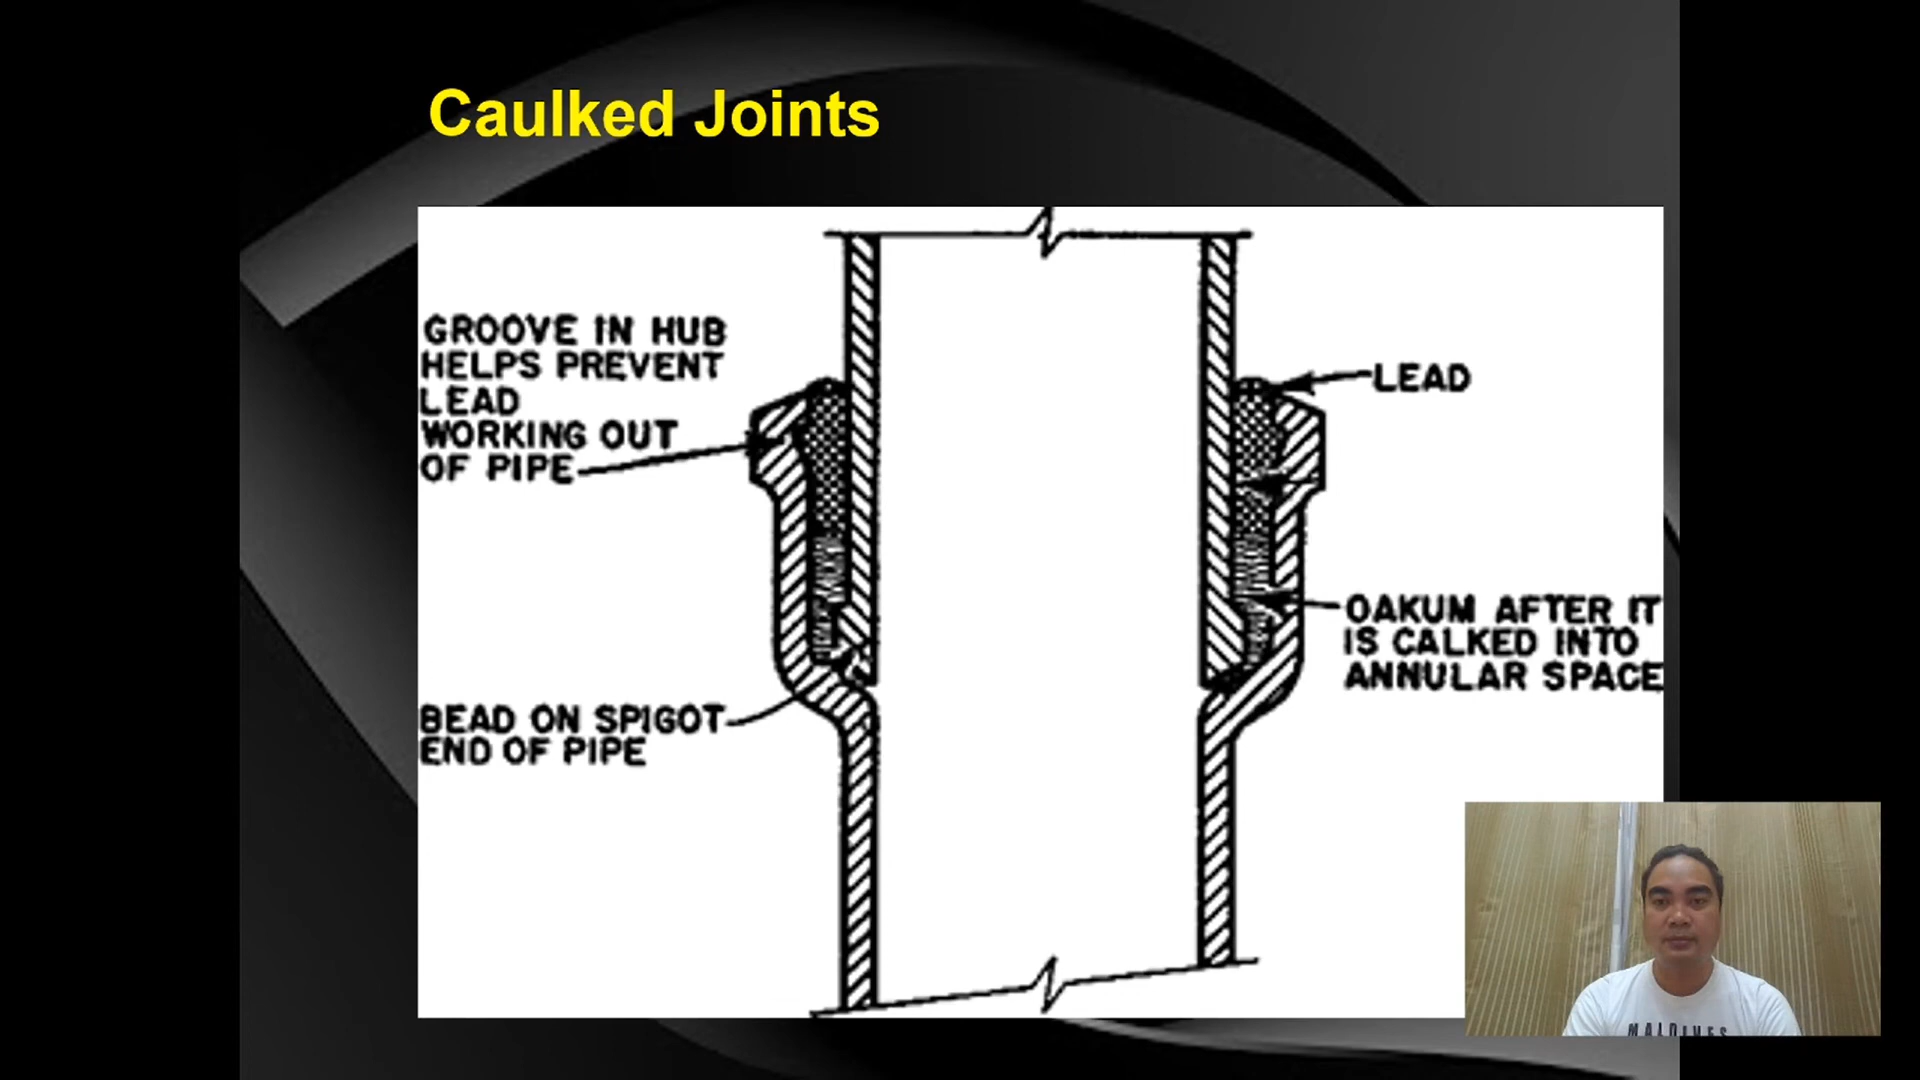 Caulked Joints
GROOVE IN HUB
HELPS PREVENT
LEAD
WORKING OUT
OF PIPE
LEAD
OAKUM AFTER IT
IS CALKED INTO
ANNULAR SPACE
BEAD ON SPIGOT
END OF PIPE
MALDIVES